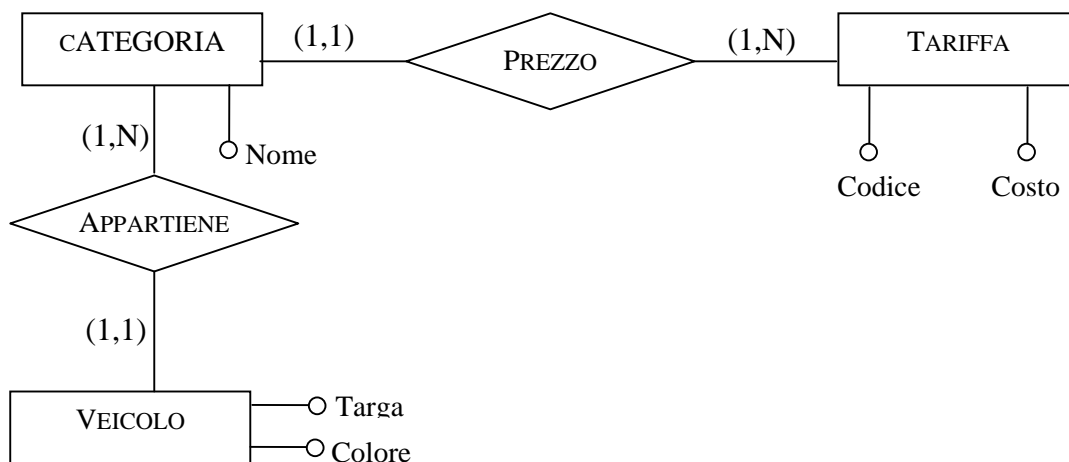 cATEGORIA
(1,1)
PREZZO
(1,N)
TARIFFA
(1,N)
Nome
Codice
Costo
APPARTIENE
(1,1)
VEICOLO
Targa
Colore